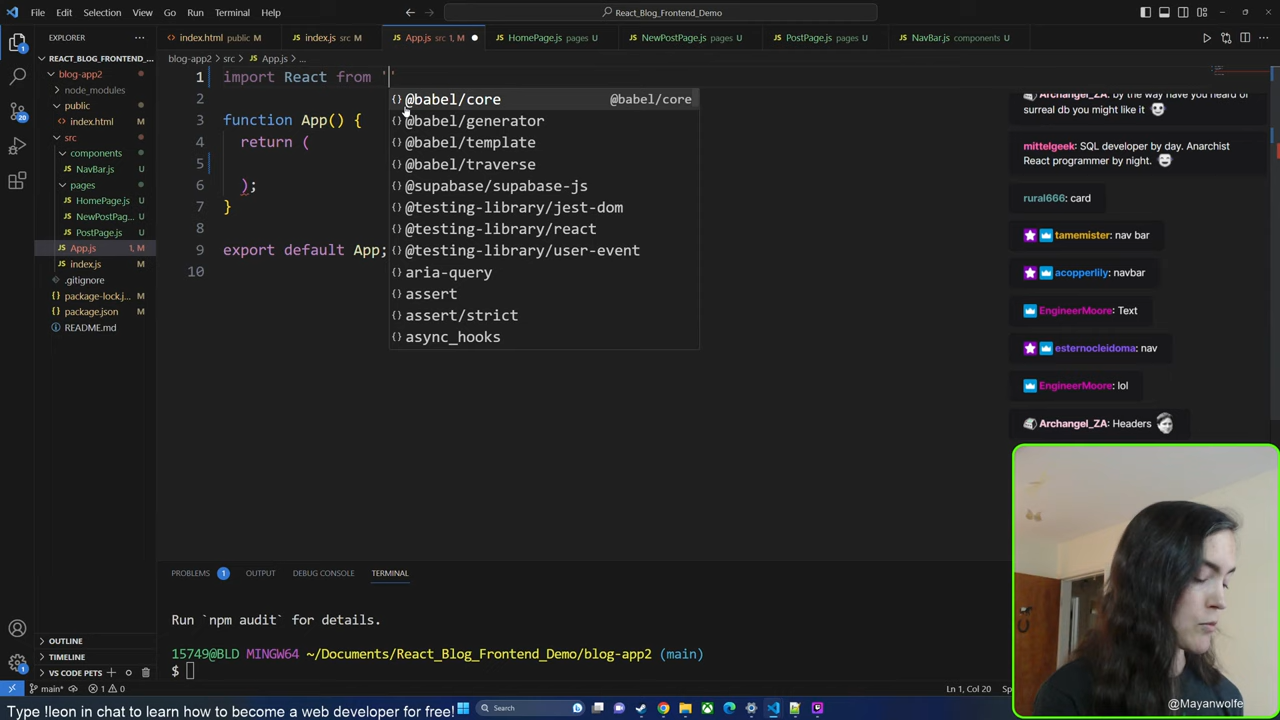 File Edit Selection View Go Run Terminal Help
React_Blog_Frontend_Demo
EXPLORER
index.html public M
index.js src M
App.js src 1, M
HomePage.js pages U
NewPostPage.js pages U
PostPage.js pages U
NavBar.js components U
REACT_BLOG_FRONTEND_...
blog-app2 > src > App.js > ...
blog-app2
node_modules
public
index.html M
src
components
NavBar.js U
pages
HomePage.js U
NewPostPag... U
PostPage.js U
App.js 1, M
index.js M
.gitignore
package-lock.j... M
package.json M
README.md
1 import React from ''
2
3 function App() {
4 return (
5
6 );
7 }
8
9 export default App;
10
@babel/core @babel/core
@babel/generator
@babel/template
@babel/traverse
@supabase/supabase-js
@testing-library/jest-dom
@testing-library/react
@testing-library/user-event
aria-query
assert
assert/strict
async_hooks
Archangel_ZA: by the way have you heard of
surreal db you might like it
mittelgeek: SQL developer by day. Anarchist
React programmer by night.
rural666: card
tamemister: nav bar
acopperlily: navbar
EngineerMoore: Text
esternocleidoma: nav
EngineerMoore: lol
Archangel_ZA: Headers
PROBLEMS 1 OUTPUT DEBUG CONSOLE TERMINAL
Run `npm audit` for details.
15749@BLD MINGW64 ~/Documents/React_Blog_Frontend_Demo/blog-app2 (main)
$
OUTLINE
TIMELINE
VS CODE PETS
20
1
1
main* 1 0
Ln 1, Col 20
Type !leon in chat to learn how to become a web developer for free!
Search
@Mayanwolfe